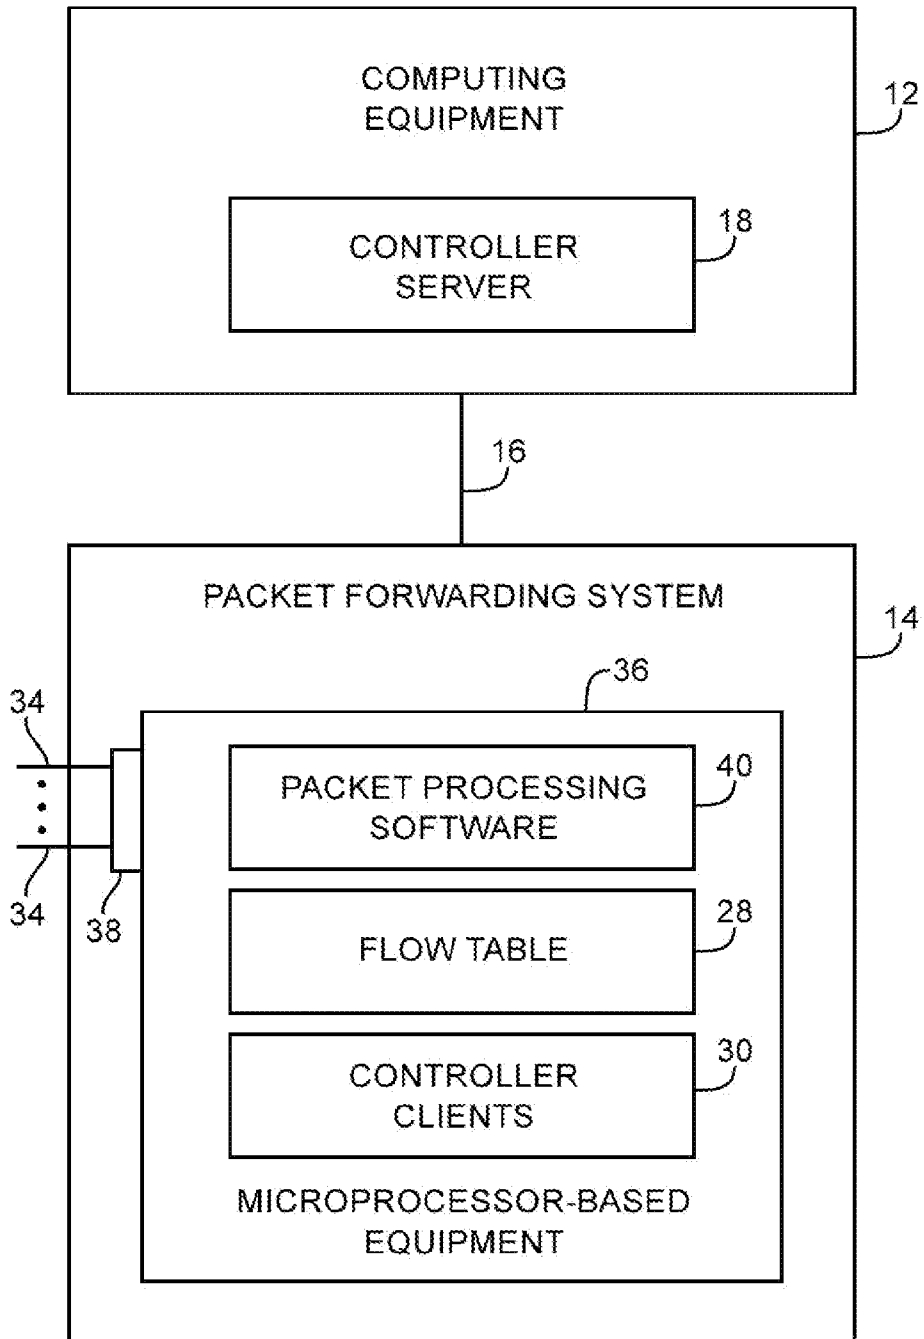 COMPUTING
EQUIPMENT
12
18
CONTROLLER
SERVER
16
PACKET FORWARDING SYSTEM
14
36
34
PACKET PROCESSING
SOFTWARE
40
34
38
FLOW TABLE
28
CONTROLLER
CLIENTS
30
MICROPROCESSOR-BASED
EQUIPMENT